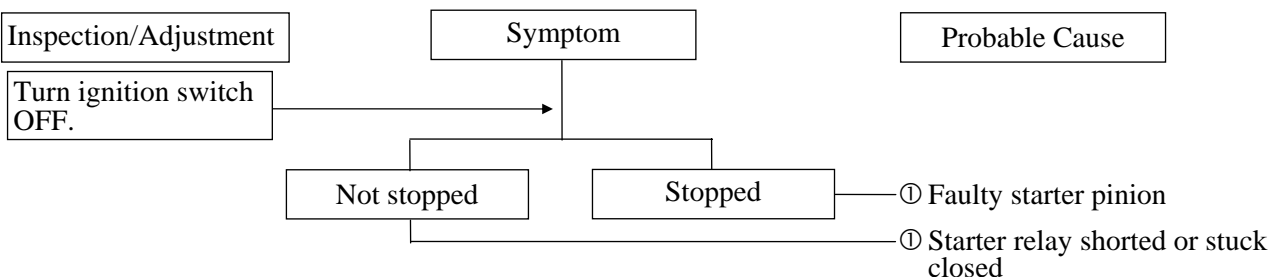 Inspection/Adjustment
Symptom
Probable Cause
Turn ignition switch
OFF.
Not stopped
Stopped
① Faulty starter pinion
① Starter relay shorted or stuck
closed